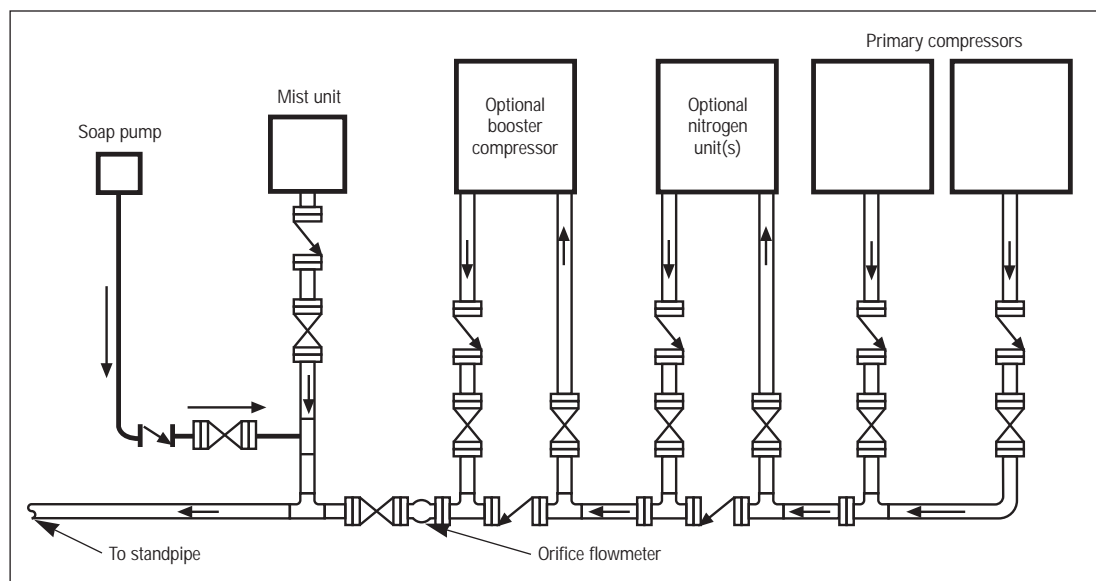 Primary compressors
Mist unit
Soap pump
Optional
booster
compressor
Optional
nitrogen
unit(s)
To standpipe
Orifice flowmeter